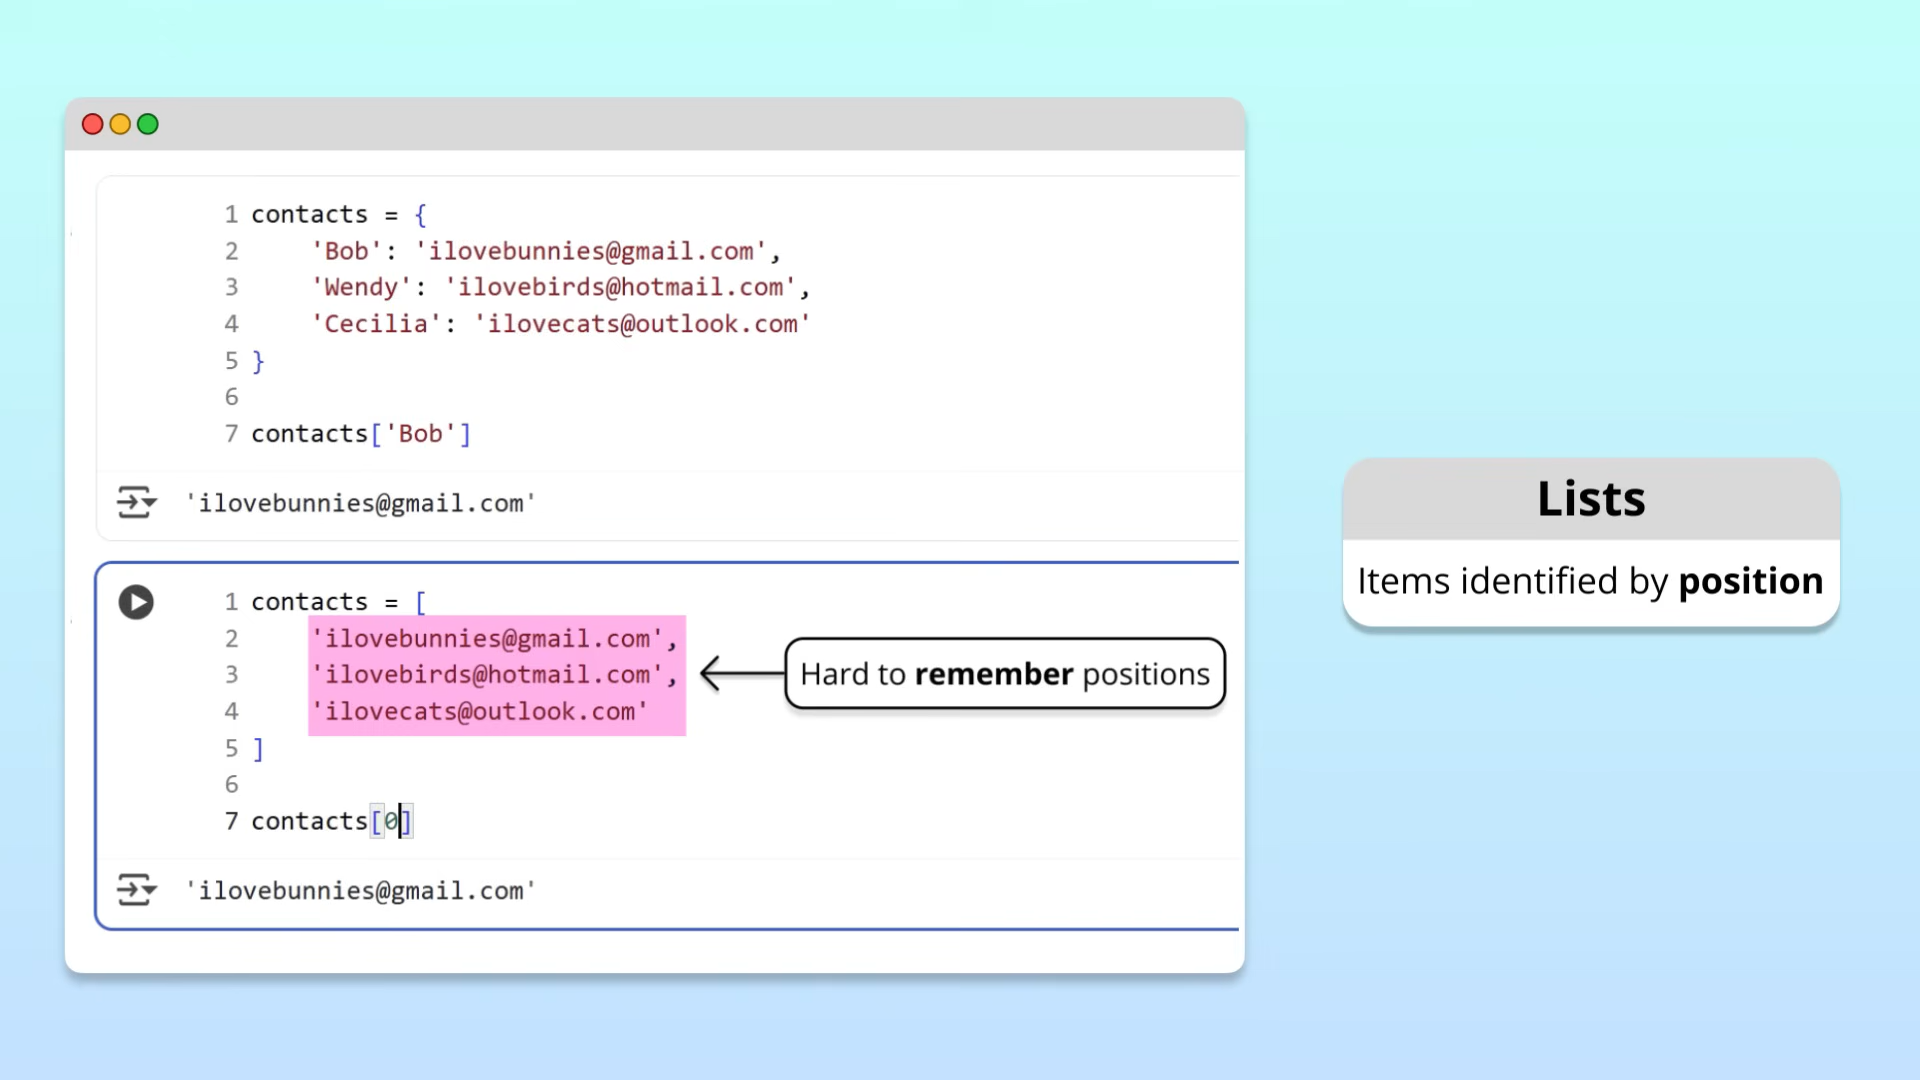 1 contacts = {
2 'Bob': 'ilovebunnies@gmail.com',
3 'Wendy': 'ilovebirds@hotmail.com',
4 'Cecilia': 'ilovecats@outlook.com'
5 }
6
7 contacts['Bob']
'ilovebunnies@gmail.com'
1 contacts = [
2 'ilovebunnies@gmail.com',
3 'ilovebirds@hotmail.com',
4 'ilovecats@outlook.com'
5 ]
6
7 contacts[0]
'ilovebunnies@gmail.com'
Hard to remember positions
Lists
Items identified by position